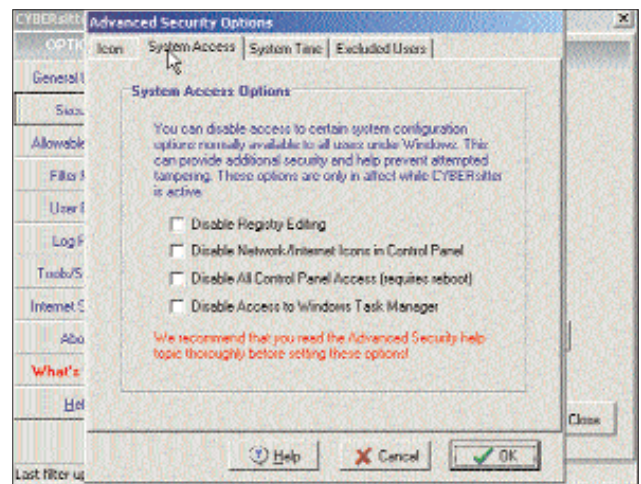 CYBERsitt
Advanced Security Options
OPTIO
Icon
System Access
System Time
Excluded Users
General
Secu
Allowable
Filter
User
Log F
Tools/S
Internet S
Abo
What's
Hel
System Access Options
You can disable access to certain system configuration
options normally available to all users under Windows. This
can provide additional security and help prevent attempted
tampering. These options are only in affect while CYBERsitter
is active.
Disable Registry Editing
Disable Network/Internet Icons in Control Panel
Disable All Control Panel Access (requires reboot)
Disable Access to Windows Task Manager
We recommend that you read the Advanced Security help
topic thoroughly before setting these options!
Close
Help
Cancel
OK
Last filter up